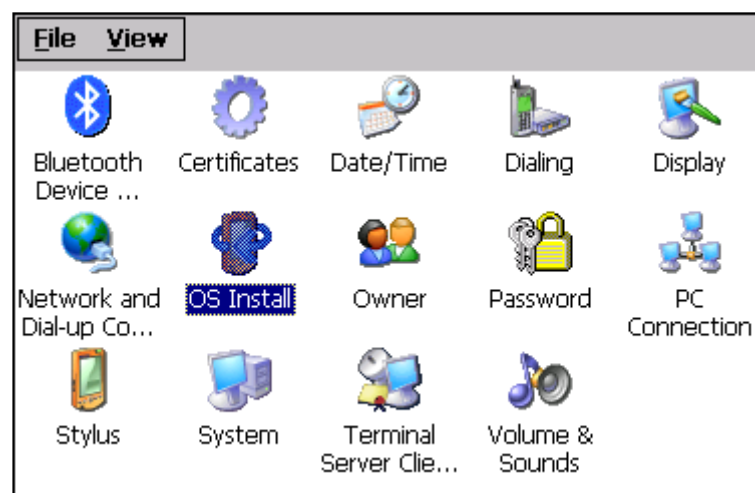 File View
Bluetooth Device ...
Certificates
Date/Time
Dialing
Display
Network and Dial-up Co...
OS Install
Owner
Password
PC Connection
Stylus
System
Terminal Server Clie...
Volume & Sounds